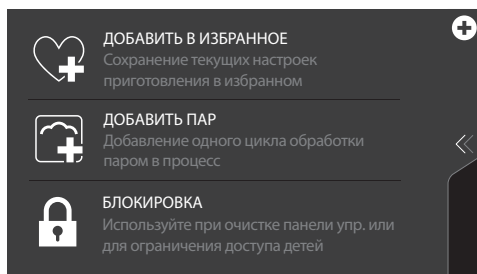 ДОБАВИТЬ В ИЗБРАННОЕ
Сохранение текущих настроек
приготовления в избранном
ДОБАВИТЬ ПАР
Добавление одного цикла обработки
паром в процесс
БЛОКИРОВКА
Используйте при очистке панели упр. или
для ограничения доступа детей